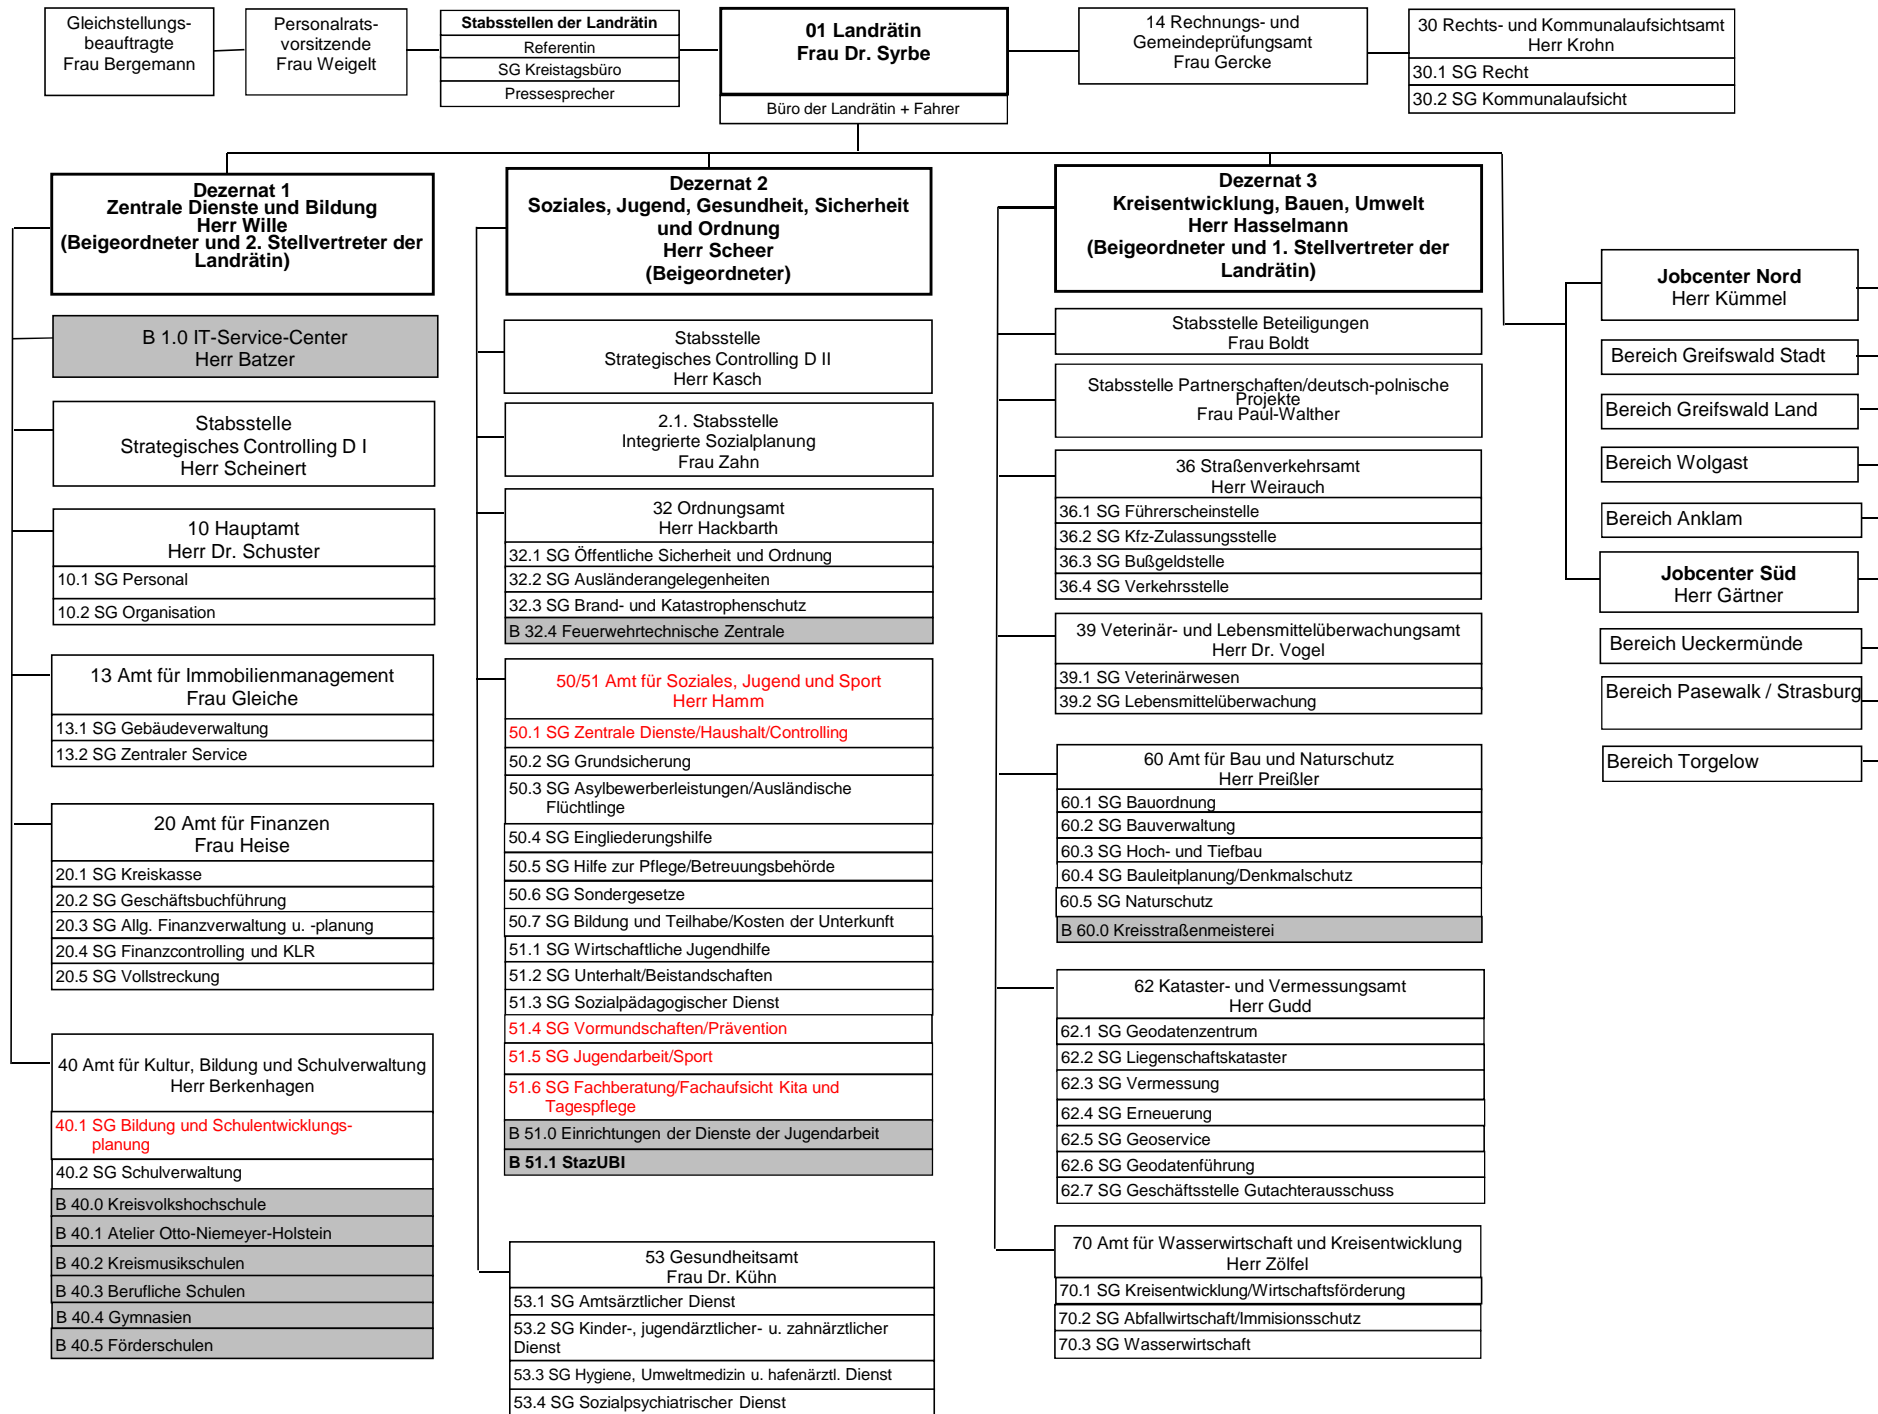 Gleichstellungs-
beauftragte
Frau Bergemann
Personalrats-
vorsitzende
Frau Weigelt
Stabsstellen der Landrätin
Referentin
SG Kreistagsbüro
Pressesprecher
01 Landrätin
Frau Dr. Syrbe
Büro der Landrätin + Fahrer
14 Rechnungs- und
Gemeindeprüfungsamt
Frau Gercke
30 Rechts- und Kommunalaufsichtsamt
Herr Krohn
30.1 SG Recht
30.2 SG Kommunalaufsicht
Dezernat 1
Zentrale Dienste und Bildung
Herr Wille
(Beigeordneter und 2. Stellvertreter der
Landrätin)
B 1.0 IT-Service-Center
Herr Batzer
Stabsstelle
Strategisches Controlling D I
Herr Scheinert
10 Hauptamt
Herr Dr. Schuster
10.1 SG Personal
10.2 SG Organisation
13 Amt für Immobilienmanagement
Frau Gleiche
13.1 SG Gebäudeverwaltung
13.2 SG Zentraler Service
20 Amt für Finanzen
Frau Heise
20.1 SG Kreiskasse
20.2 SG Geschäftsbuchführung
20.3 SG Allg. Finanzverwaltung u. -planung
20.4 SG Finanzcontrolling und KLR
20.5 SG Vollstreckung
40 Amt für Kultur, Bildung und Schulverwaltung
Herr Berkenhagen
40.1 SG Bildung und Schulentwicklungs-
planung
40.2 SG Schulverwaltung
B 40.0 Kreisvolkshochschule
B 40.1 Atelier Otto-Niemeyer-Holstein
B 40.2 Kreismusikschulen
B 40.3 Berufliche Schulen
B 40.4 Gymnasien
B 40.5 Förderschulen
Dezernat 2
Soziales, Jugend, Gesundheit, Sicherheit
und Ordnung
Herr Scheer
(Beigeordneter)
Stabsstelle
Strategisches Controlling D II
Herr Kasch
2.1. Stabsstelle
Integrierte Sozialplanung
Frau Zahn
32 Ordnungsamt
Herr Hackbarth
32.1 SG Öffentliche Sicherheit und Ordnung
32.2 SG Ausländerangelegenheiten
32.3 SG Brand- und Katastrophenschutz
B 32.4 Feuerwehrtechnische Zentrale
50/51 Amt für Soziales, Jugend und Sport
Herr Hamm
50.1 SG Zentrale Dienste/Haushalt/Controlling
50.2 SG Grundsicherung
50.3 SG Asylbewerberleistungen/Ausländische
Flüchtlinge
50.4 SG Eingliederungshilfe
50.5 SG Hilfe zur Pflege/Betreuungsbehörde
50.6 SG Sondergesetze
50.7 SG Bildung und Teilhabe/Kosten der Unterkunft
51.1 SG Wirtschaftliche Jugendhilfe
51.2 SG Unterhalt/Beistandschaften
51.3 SG Sozialpädagogischer Dienst
51.4 SG Vormundschaften/Prävention
51.5 SG Jugendarbeit/Sport
51.6 SG Fachberatung/Fachaufsicht Kita und
Tagespflege
B 51.0 Einrichtungen der Dienste der Jugendarbeit
B 51.1 StazUBI
53 Gesundheitsamt
Frau Dr. Kühn
53.1 SG Amtsärztlicher Dienst
53.2 SG Kinder-, jugendärztlicher- u. zahnärztlicher
Dienst
53.3 SG Hygiene, Umweltmedizin u. hafenärztl. Dienst
53.4 SG Sozialpsychiatrischer Dienst
Dezernat 3
Kreisentwicklung, Bauen, Umwelt
Herr Hasselmann
(Beigeordneter und 1. Stellvertreter der
Landrätin)
Stabsstelle Beteiligungen
Frau Boldt
Stabsstelle Partnerschaften/deutsch-polnische
Projekte
Frau Paul-Walther
36 Straßenverkehrsamt
Herr Weirauch
36.1 SG Führerscheinstelle
36.2 SG Kfz-Zulassungsstelle
36.3 SG Bußgeldstelle
36.4 SG Verkehrsstelle
39 Veterinär- und Lebensmittelüberwachungsamt
Herr Dr. Vogel
39.1 SG Veterinärwesen
39.2 SG Lebensmittelüberwachung
60 Amt für Bau und Naturschutz
Herr Preißler
60.1 SG Bauordnung
60.2 SG Bauverwaltung
60.3 SG Hoch- und Tiefbau
60.4 SG Bauleitplanung/Denkmalschutz
60.5 SG Naturschutz
B 60.0 Kreisstraßenmeisterei
62 Kataster- und Vermessungsamt
Herr Gudd
62.1 SG Geodatenzentrum
62.2 SG Liegenschaftskataster
62.3 SG Vermessung
62.4 SG Erneuerung
62.5 SG Geoservice
62.6 SG Geodatenführung
62.7 SG Geschäftsstelle Gutachterausschuss
70 Amt für Wasserwirtschaft und Kreisentwicklung
Herr Zölfel
70.1 SG Kreisentwicklung/Wirtschaftsförderung
70.2 SG Abfallwirtschaft/Immisionsschutz
70.3 SG Wasserwirtschaft
Jobcenter Nord
Herr Kümmel
Bereich Greifswald Stadt
Bereich Greifswald Land
Bereich Wolgast
Bereich Anklam
Jobcenter Süd
Herr Gärtner
Bereich Ueckermünde
Bereich Pasewalk / Strasburg
Bereich Torgelow